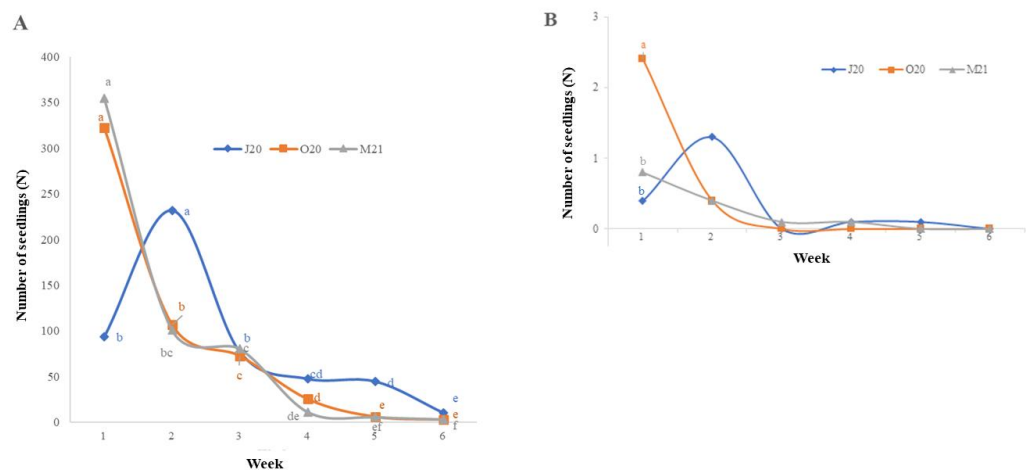 A
Number of seedlings (N)
400
350
300
250
200
150
100
50
0
J20 O20 M21
a
a
a
b
b
bc
b
c
c
cd
d
de
d
e
ef
e
e
f
1 2 3 4 5 6
Week
B
Number of seedlings (N)
3
2
1
0
J20 O20 M21
a
b
b
1 2 3 4 5 6
Week